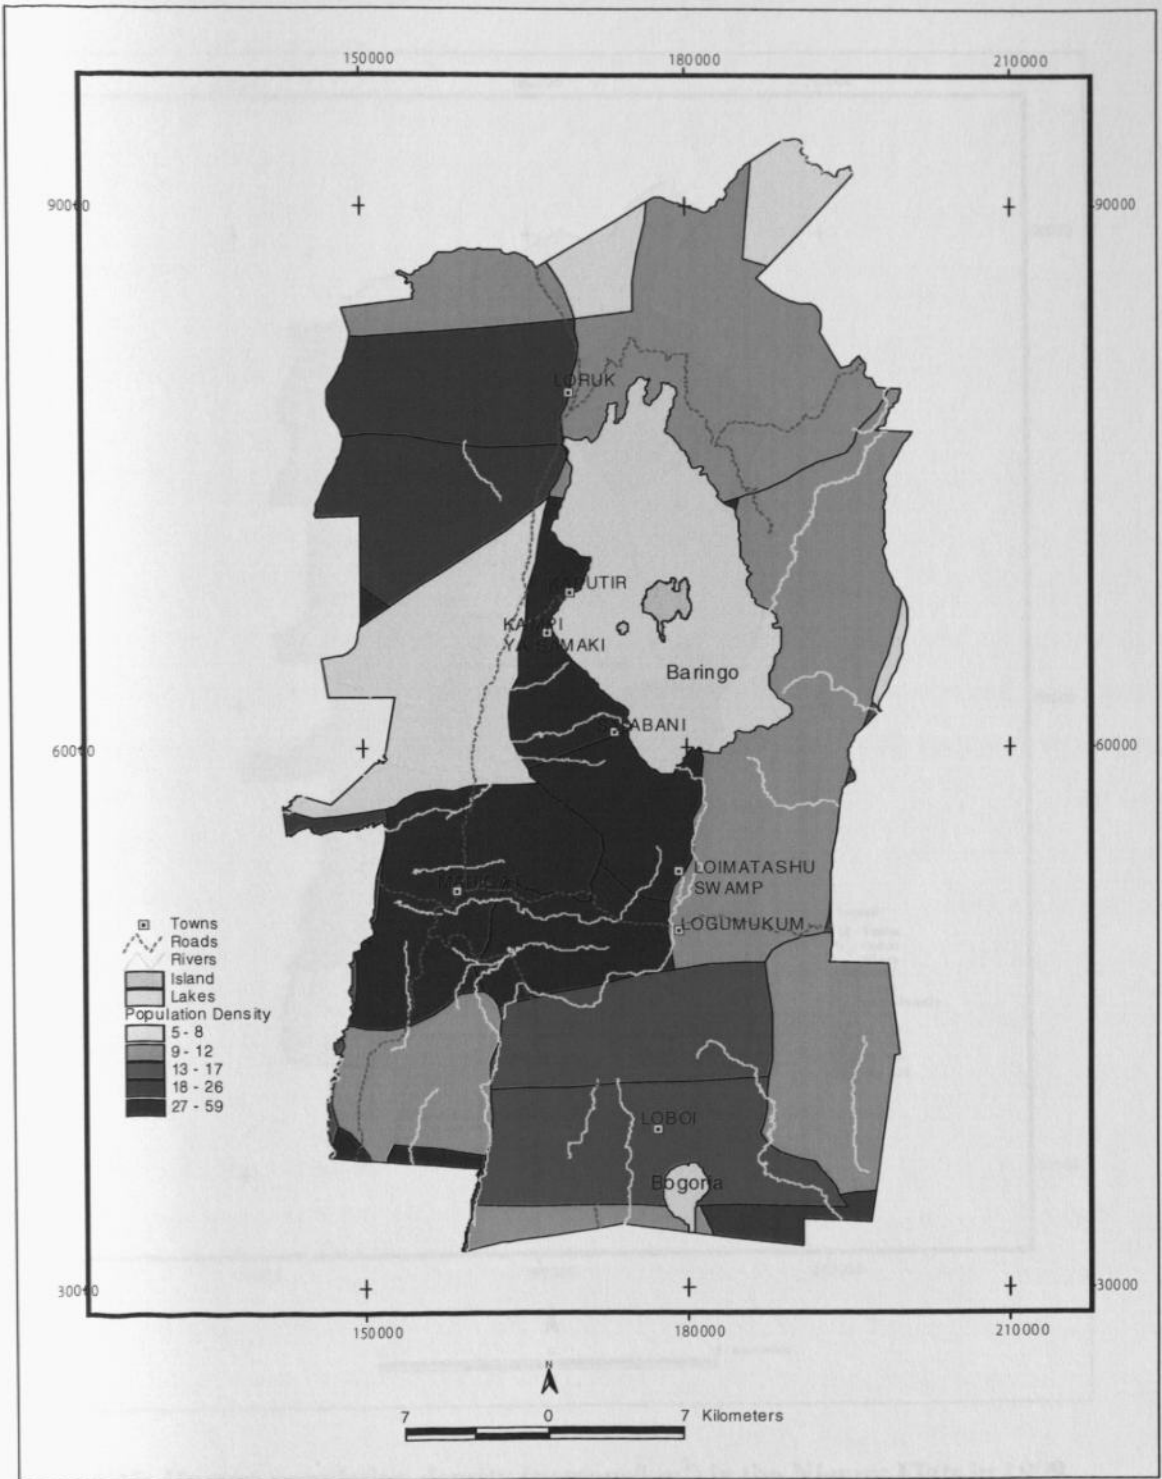 150000 180000 210000
90000 90000
LORUK
KAMPI
YA SAMAKI
Baringo
60000 60000
LOIMATASHU
SWAMP
LOGUMUKUM
Towns
Roads
Rivers
Island
Lakes
Population Density
5 - 8
9 - 12
13 - 17
18 - 26
27 - 59
LOBOI
Bogoria
30000 30000
150000 180000 210000
N
7 0 7 Kilometers